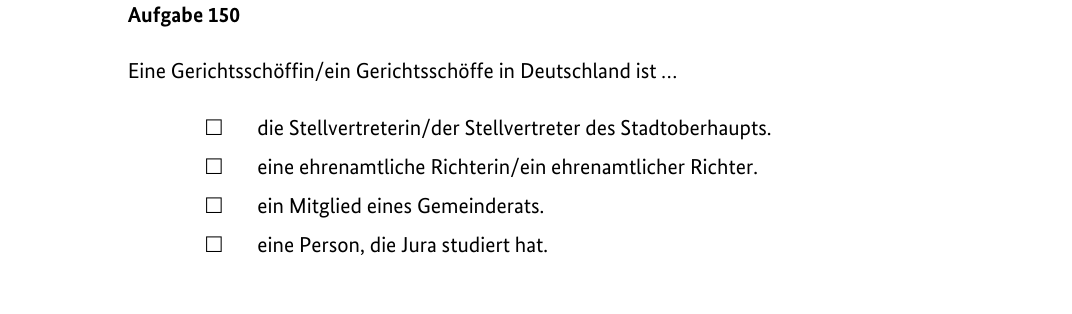 Aufgabe 150
Eine Gerichtsschöffin/ein Gerichtsschöffe in Deutschland ist …
☐ die Stellvertreterin/der Stellvertreter des Stadtoberhaupts.
☐ eine ehrenamtliche Richterin/ein ehrenamtlicher Richter.
☐ ein Mitglied eines Gemeinderats.
☐ eine Person, die Jura studiert hat.